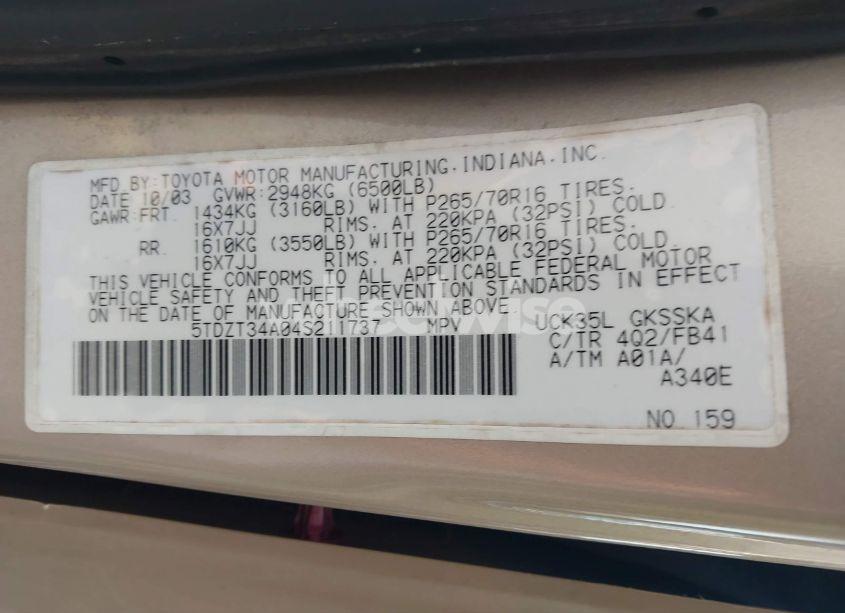 MFD BY: TOYOTA MOTOR MANUFACTURING, INDIANA, INC.
DATE 10/03 GVWR:2948KG (6500LB)
GAWR:FRT. 1434KG (3160LB) WITH P265/70R16 TIRES.
16X7JJ RIMS. AT 220KPA (32PSI) COLD
RR. 1610KG (3550LB) WITH P265/70R16 TIRES.
16X7JJ RIMS. AT 220KPA (32PSI) COLD
THIS VEHICLE CONFORMS TO ALL APPLICABLE FEDERAL MOTOR
VEHICLE SAFETY AND THEFT PREVENTION STANDARDS IN EFFECT
ON THE DATE OF MANUFACTURE SHOWN ABOVE.
5TDZT34A04S211737 MPV UCK35L GKSSKA
C/TR 4Q2/FB41
A/TM A01A/
A340E
NO.159